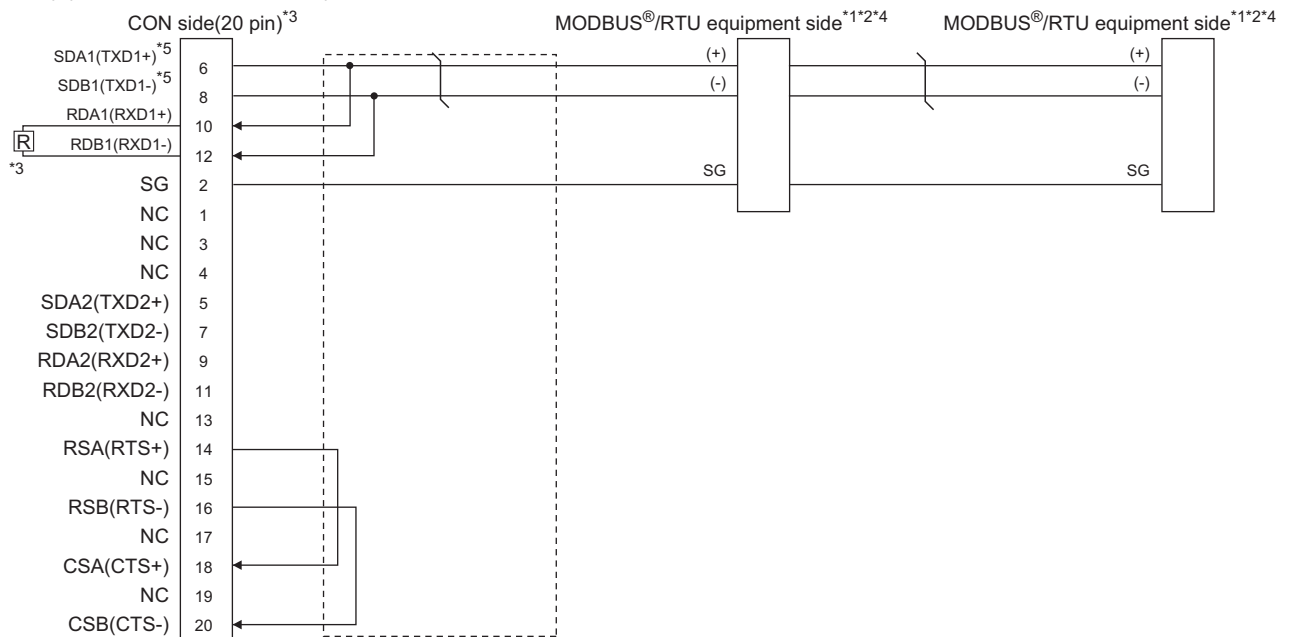 CON side(20 pin)*3 MODBUS®/RTU equipment side*1*2*4 MODBUS®/RTU equipment side*1*2*4
SDA1(TXD1+)*5 6 (+) (+)
SDB1(TXD1-)*5 8 (-) (-)
RDA1(RXD1+) 10
R RDB1(RXD1-) 12
*3
SG 2 SG SG
NC 1
NC 3
NC 4
SDA2(TXD2+) 5
SDB2(TXD2-) 7
RDA2(RXD2+) 9
RDB2(RXD2-) 11
NC 13
RSA(RTS+) 14
NC 15
RSB(RTS-) 16
NC 17
CSA(CTS+) 18
NC 19
CSB(CTS-) 20